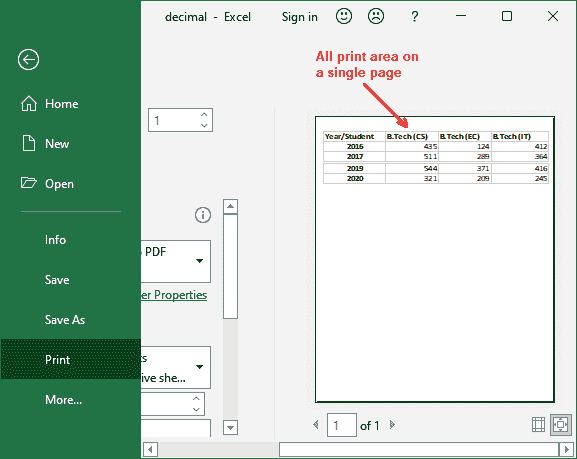 decimal - Excel
Sign in
?
All print area on
a single page
Home
1
New
Open
Info
PDF
Save
er Properties
Save As
Print
ive she...
More...
Year/Student B.Tech (CS) B.Tech (EC) B.Tech (IT)
2016 435 124 412
2017 511 289 364
2019 544 371 416
2020 321 209 245
1 of 1